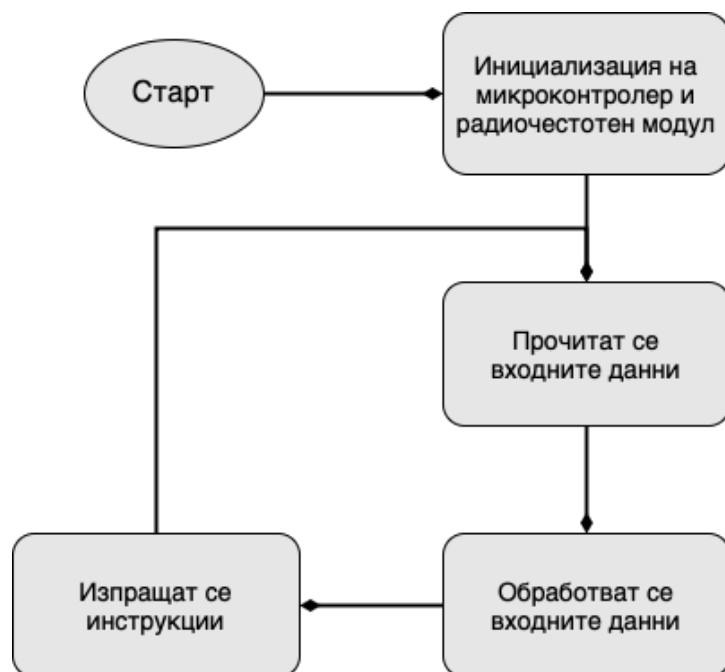 Старт
Инициализация на
микроконтролер и
радиочестотен модул
Прочитат се
входните данни
Обработват се
входните данни
Изпращат се
инструкции